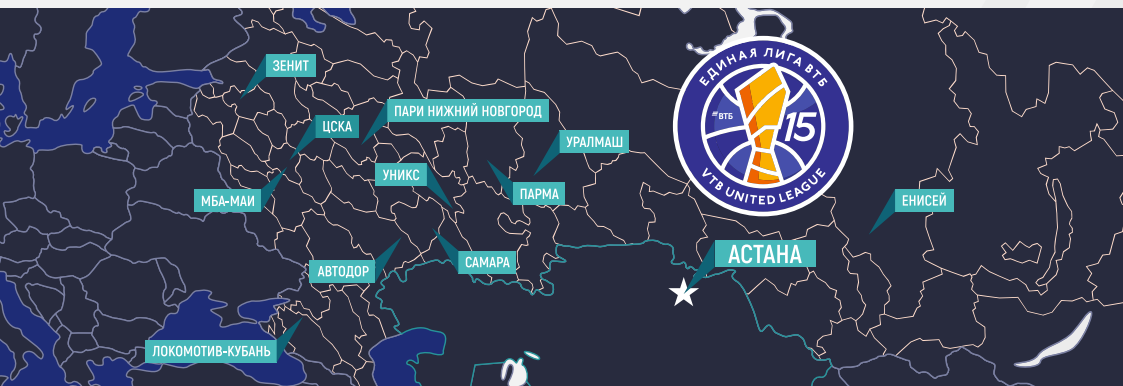 ЕДИНАЯ ЛИГА ВТБ
#ВТБ
15
VTB UNITED LEAGUE
ЗЕНИТ
ПАРИ НИЖНИЙ НОВГОРОД
ЦСКА
УРАЛМАШ
УНИКС
ПАРМА
МБА-МАИ
ЕНИСЕЙ
АСТАНА
САМАРА
АВТОДОР
ЛОКОМОТИВ-КУБАНЬ